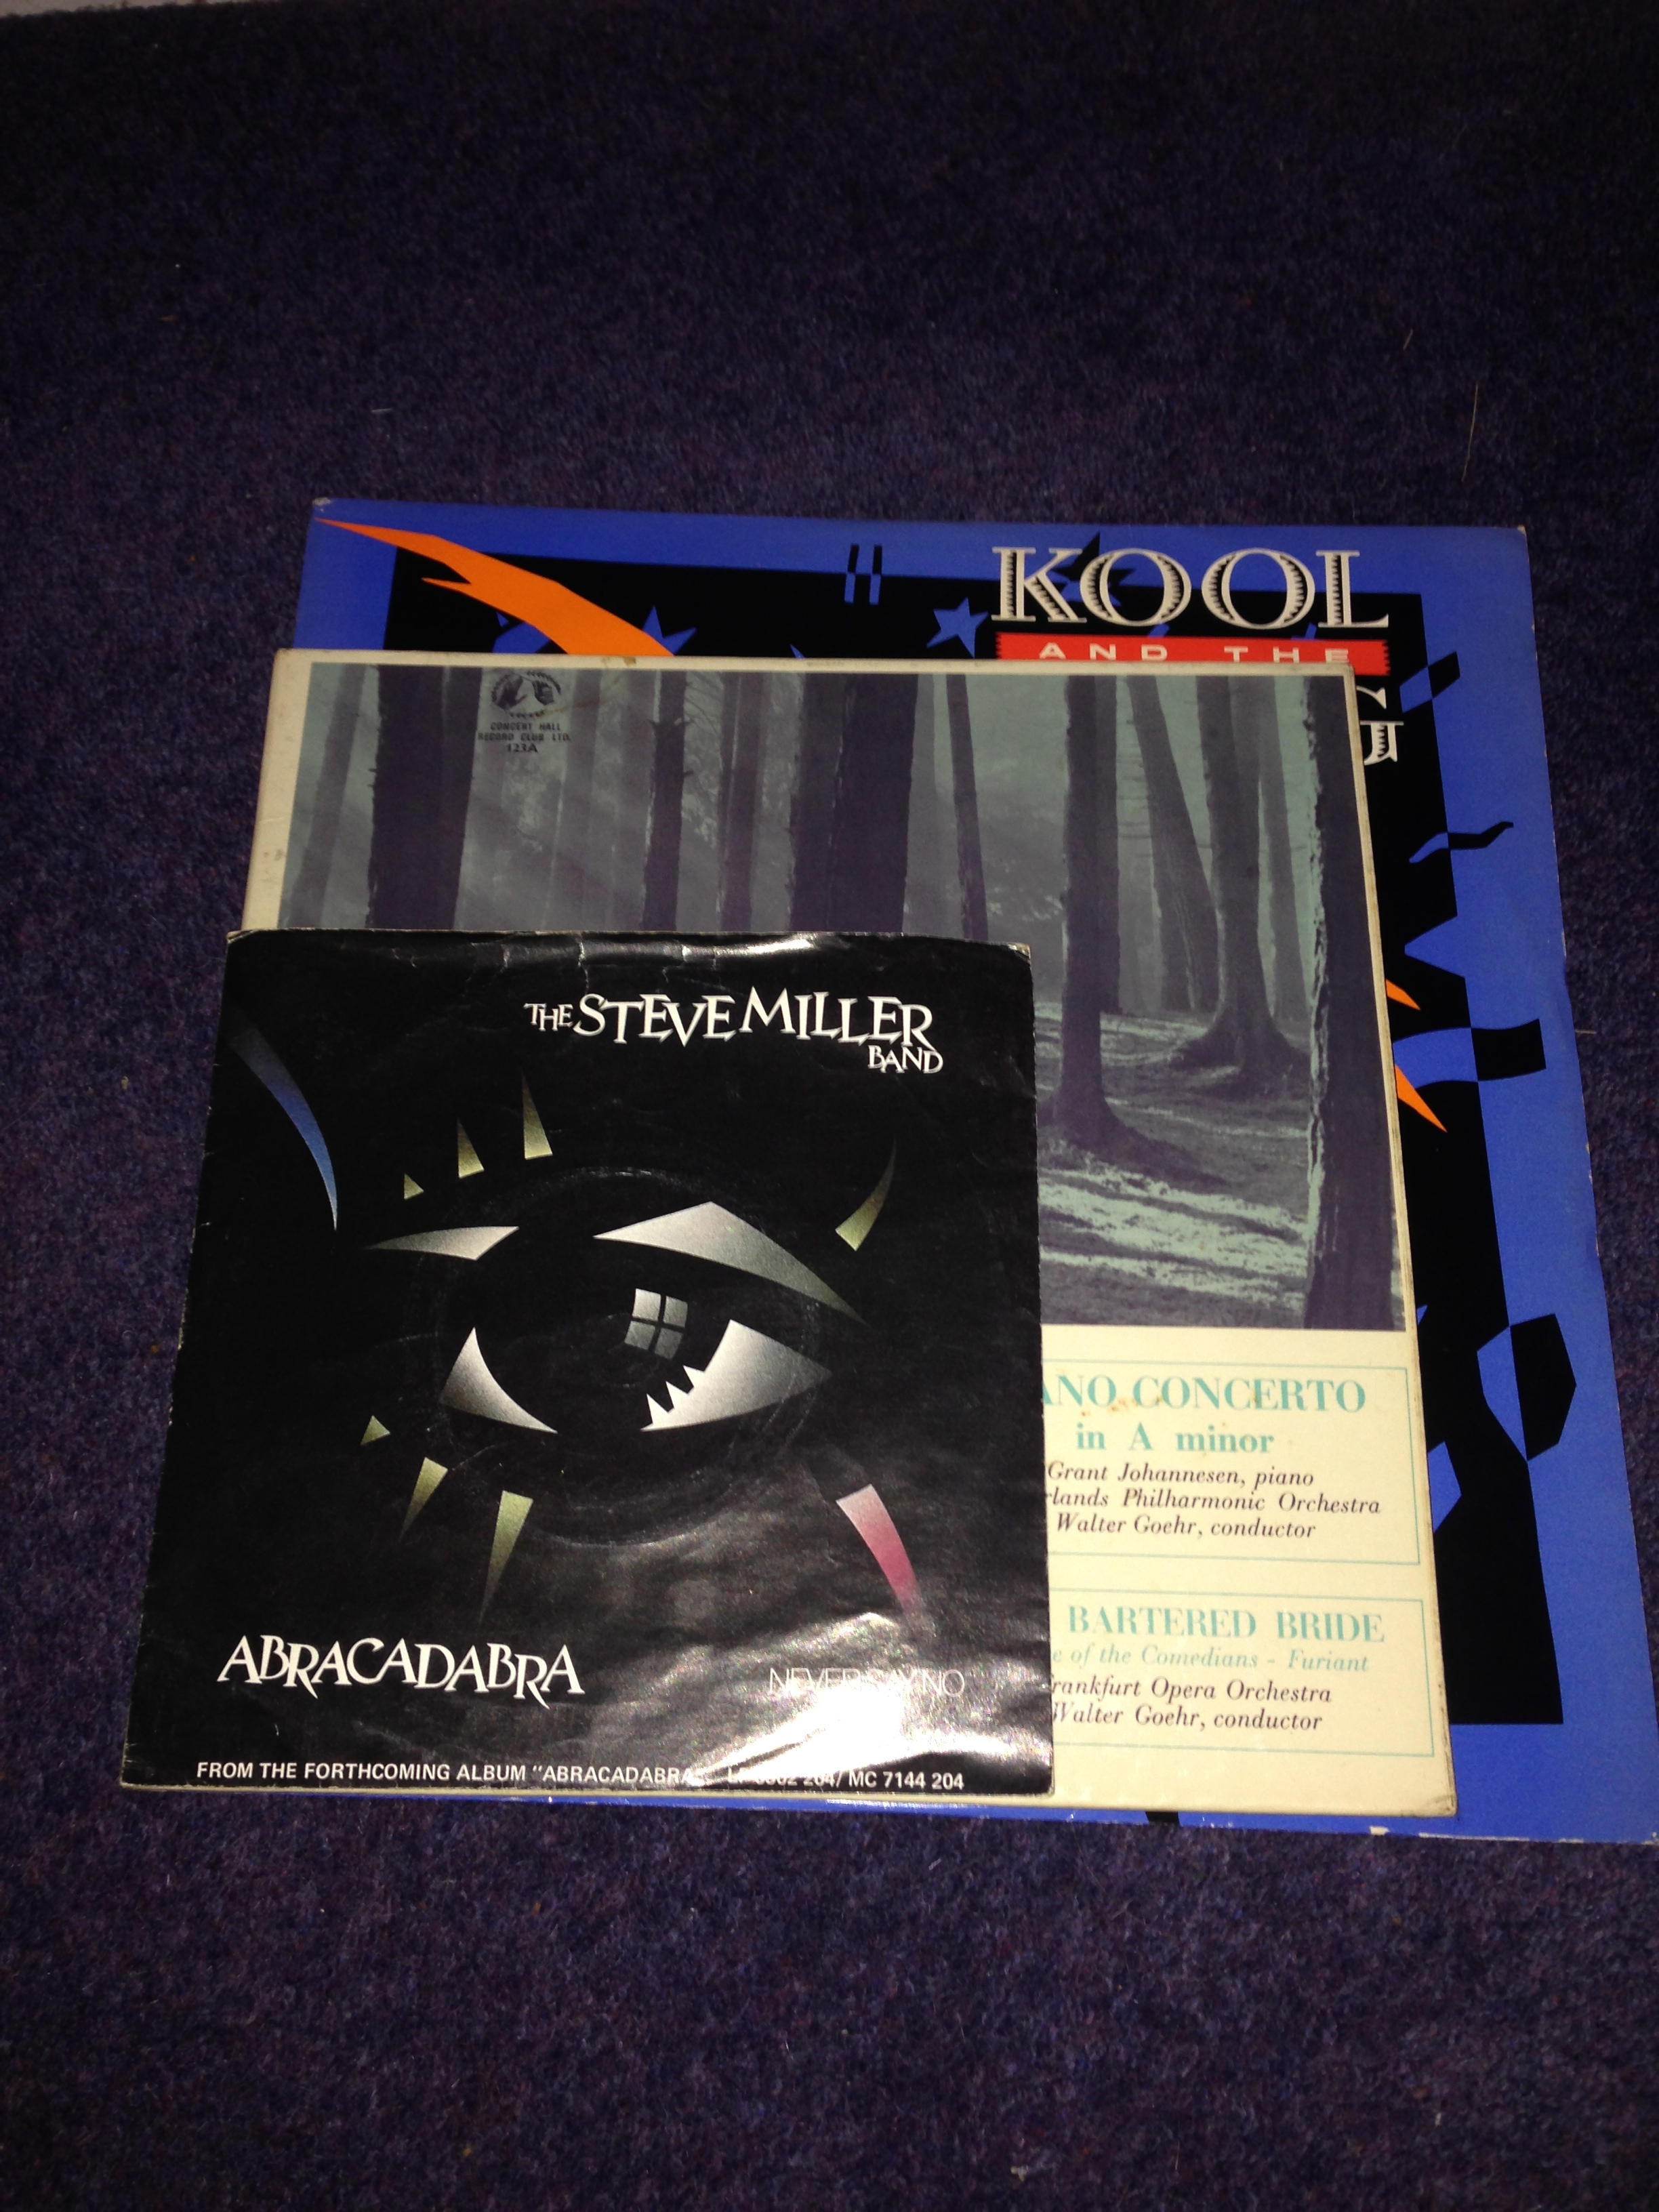 KOOL
AND THE
G
CONCERT HALL
RECORD CLUB LTD.
123A
THE STEVE MILLER
BAND
ANO CONCERTO
in A minor
Grant Johannesen, piano
rlands Philharmonic Orchestra
Walter Goehr, conductor
BARTERED BRIDE
e of the Comedians - Furiant
rankfurt Opera Orchestra
Walter Goehr, conductor
ABRACADABRA
NEVER SAY NO
FROM THE FORTHCOMING ALBUM "ABRACADABRA" / MC 7144 204